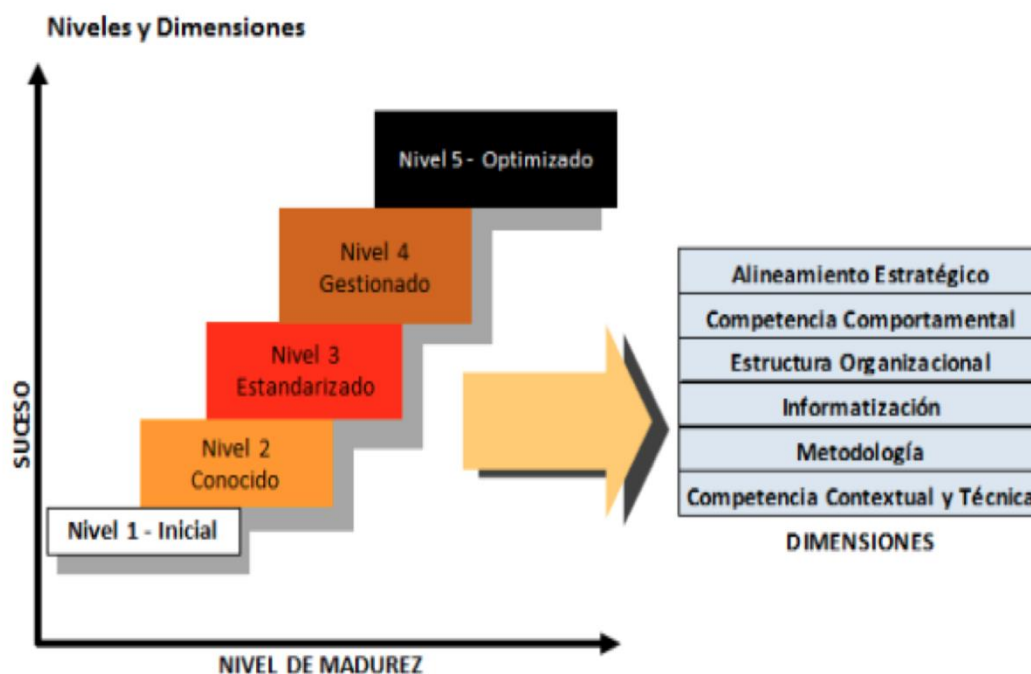 Niveles y Dimensiones
Nivel 5 - Optimizado
Nivel 4
Gestionado
Nivel 3
Estandarizado
Nivel 2
Conocido
Nivel 1 - Inicial
SUCESO
NIVEL DE MADUREZ
Alineamiento Estratégico
Competencia Comportamental
Estructura Organizacional
Informatización
Metodología
Competencia Contextual y Técnica
DIMENSIONES